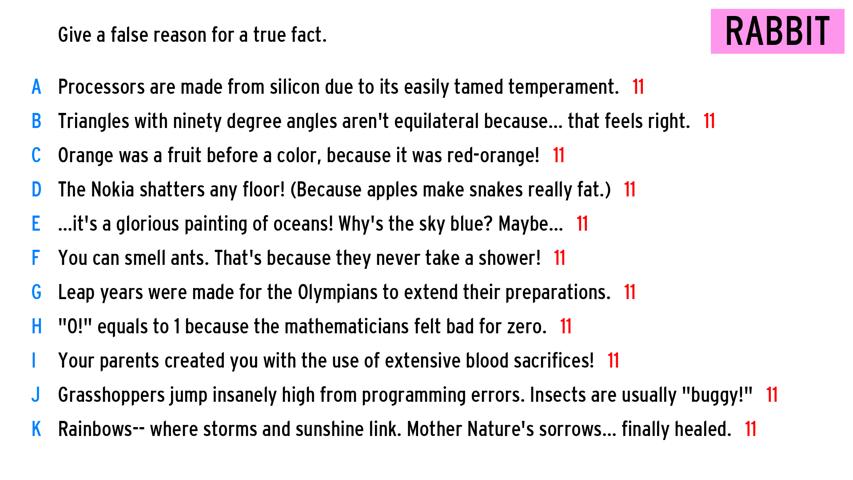 Give a false reason for a true fact.
RABBIT
A Processors are made from silicon due to its easily tamed temperament. 11
B Triangles with ninety degree angles aren't equilateral because... that feels right. 11
C Orange was a fruit before a color, because it was red-orange! 11
D The Nokia shatters any floor! (Because apples make snakes really fat.) 11
E ...it's a glorious painting of oceans! Why's the sky blue? Maybe... 11
F You can smell ants. That's because they never take a shower! 11
G Leap years were made for the Olympians to extend their preparations. 11
H "0!" equals to 1 because the mathematicians felt bad for zero. 11
I Your parents created you with the use of extensive blood sacrifices! 11
J Grasshoppers jump insanely high from programming errors. Insects are usually "buggy!" 11
K Rainbows-- where storms and sunshine link. Mother Nature's sorrows... finally healed. 11